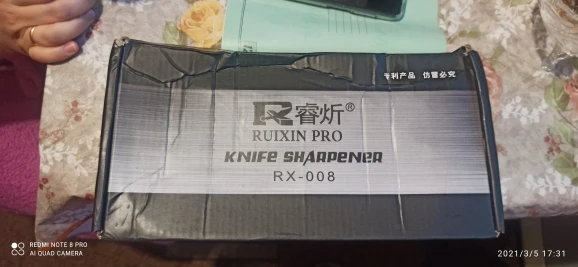 专利产品 仿冒必究
R 睿炘®
RUIXIN PRO
KNIFE SHARPENER
RX-008
REDMI NOTE 8 PRO
AI QUAD CAMERA
2021/3/5 17:31